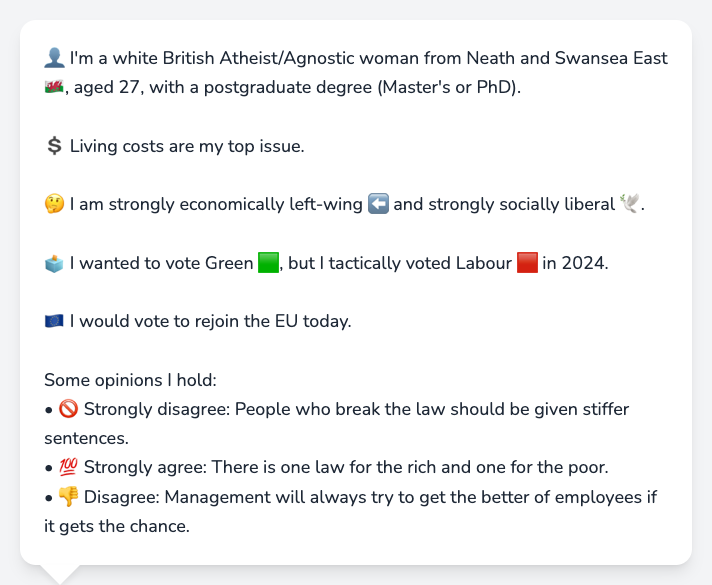 👤 I'm a white British Atheist/Agnostic woman from Neath and Swansea East
🏴󠁧󠁢󠁷󠁬󠁳󠁿, aged 27, with a postgraduate degree (Master's or PhD).
💲 Living costs are my top issue.
🤔 I am strongly economically left-wing ⬅️ and strongly socially liberal 🕊️.
🗳️ I wanted to vote Green 🟩, but I tactically voted Labour 🟥 in 2024.
🇪🇺 I would vote to rejoin the EU today.
Some opinions I hold:
• 🚫 Strongly disagree: People who break the law should be given stiffer
sentences.
• 💯 Strongly agree: There is one law for the rich and one for the poor.
• 👎 Disagree: Management will always try to get the better of employees if
it gets the chance.